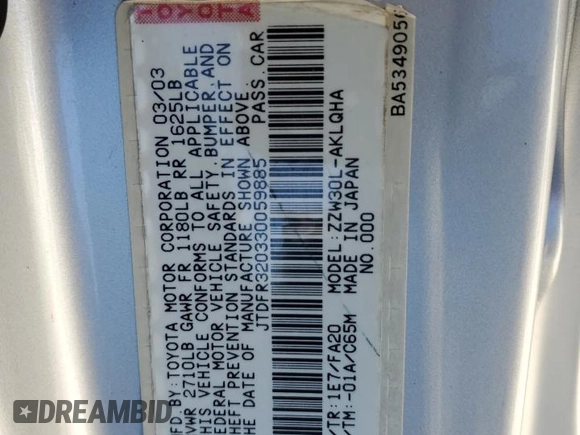 TOYOTA
MFD.BY:TOYOTA MOTOR CORPORATION 03/03
GVWR 2710LB GAWR FR 1180LB RR 1625LB
THIS VEHICLE CONFORMS TO ALL APPLICABLE
FEDERAL MOTOR VEHICLE SAFETY,BUMPER,AND
THEFT PREVENTION STANDARDS IN EFFECT ON
THE DATE OF MANUFACTURE SHOWN ABOVE.
JTDFR320330059885 PASS.CAR
C/TR:1E7/FA20 MODEL:ZZW30L-AKLQHA
A/TM:-01A/C65M MADE IN JAPAN
NO.000
BA5349056
DREAMBID